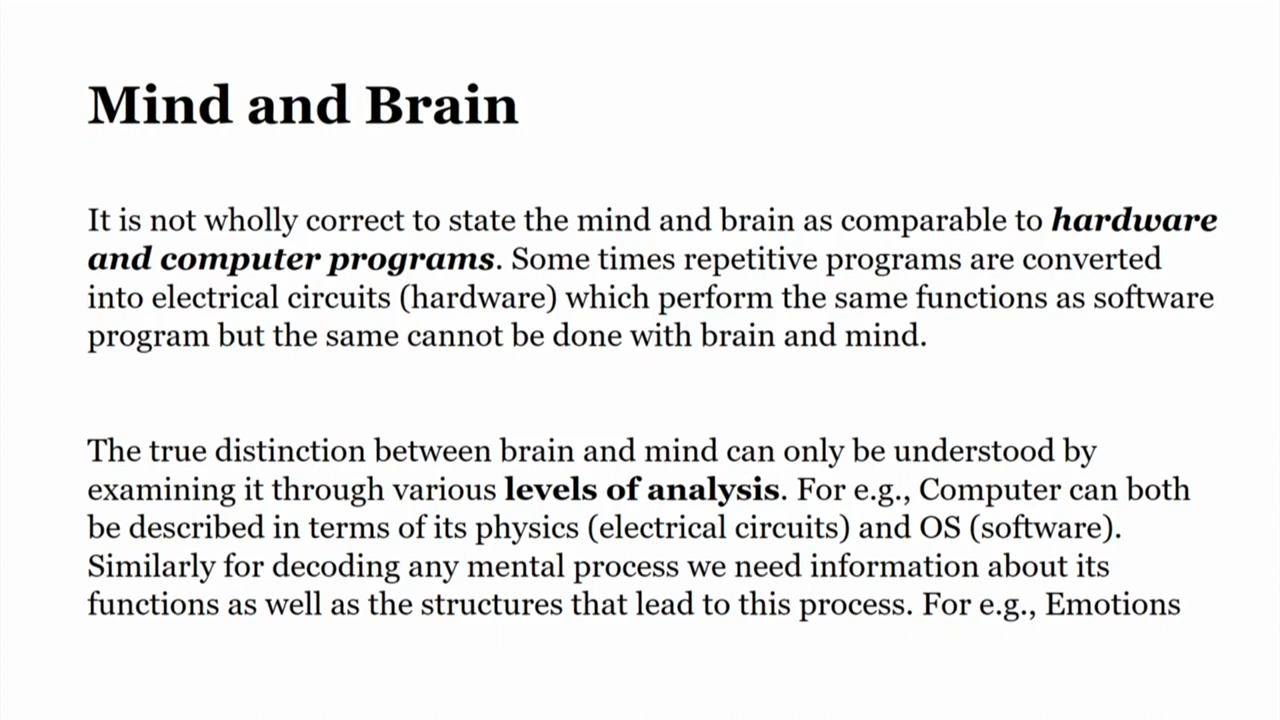 Mind and Brain
It is not wholly correct to state the mind and brain as comparable to hardware
and computer programs. Some times repetitive programs are converted
into electrical circuits (hardware) which perform the same functions as software
program but the same cannot be done with brain and mind.
The true distinction between brain and mind can only be understood by
examining it through various levels of analysis. For e.g., Computer can both
be described in terms of its physics (electrical circuits) and OS (software).
Similarly for decoding any mental process we need information about its
functions as well as the structures that lead to this process. For e.g., Emotions